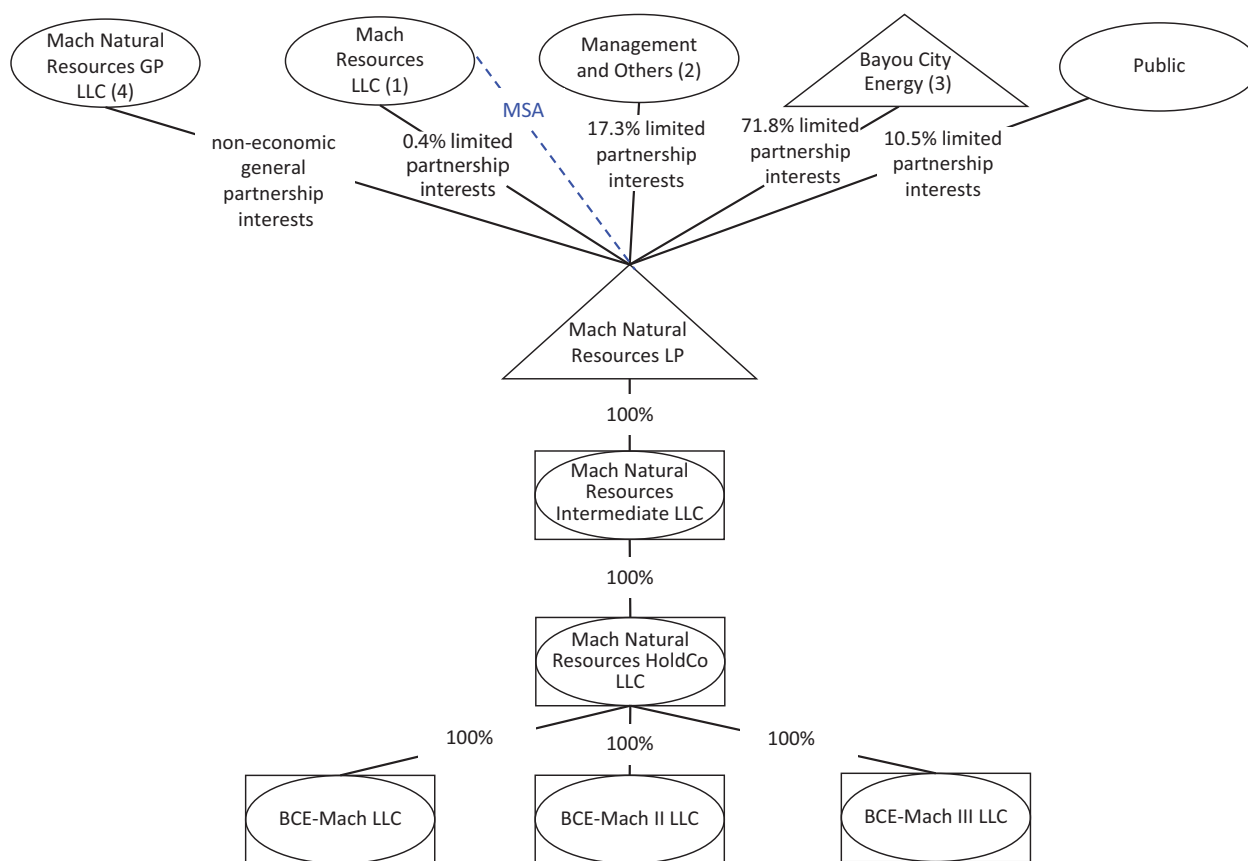 Mach Natural
Resources GP
LLC (4)
Mach
Resources
LLC (1)
Management
and Others (2)
Bayou City
Energy (3)
Public
MSA
non-economic
general
partnership
interests
0.4% limited
partnership
interests
17.3% limited
partnership
interests
71.8% limited
partnership
interests
10.5% limited
partnership
interests
Mach Natural
Resources LP
100%
Mach Natural
Resources
Intermediate LLC
100%
Mach Natural
Resources HoldCo
LLC
100%
100%
100%
BCE-Mach LLC
BCE-Mach II LLC
BCE-Mach III LLC